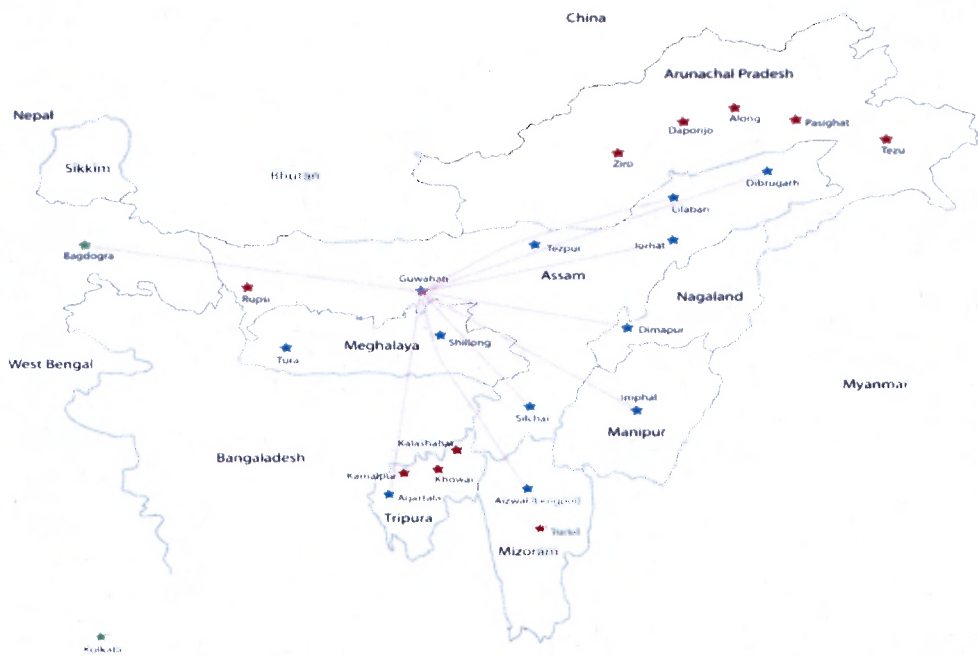 China
Arunachal Pradesh
Nepal
Along
Daporijo
Pasighat
Sikkim
Ziro
Tezu
Bhutan
Dibrugarh
Lilabari
Bagdogra
Tezpur
Jorhat
Guwahati
Assam
Rupsi
Nagaland
Dimapur
Meghalaya
Shillong
Tura
West Bengal
Myanmar
Imphal
Silchar
Manipur
Kalashahar
Bangaladesh
Kamalpur
Khowai
Agartala
Aizwal (Lengpui)
Tripura
Mizoram
Kolkata